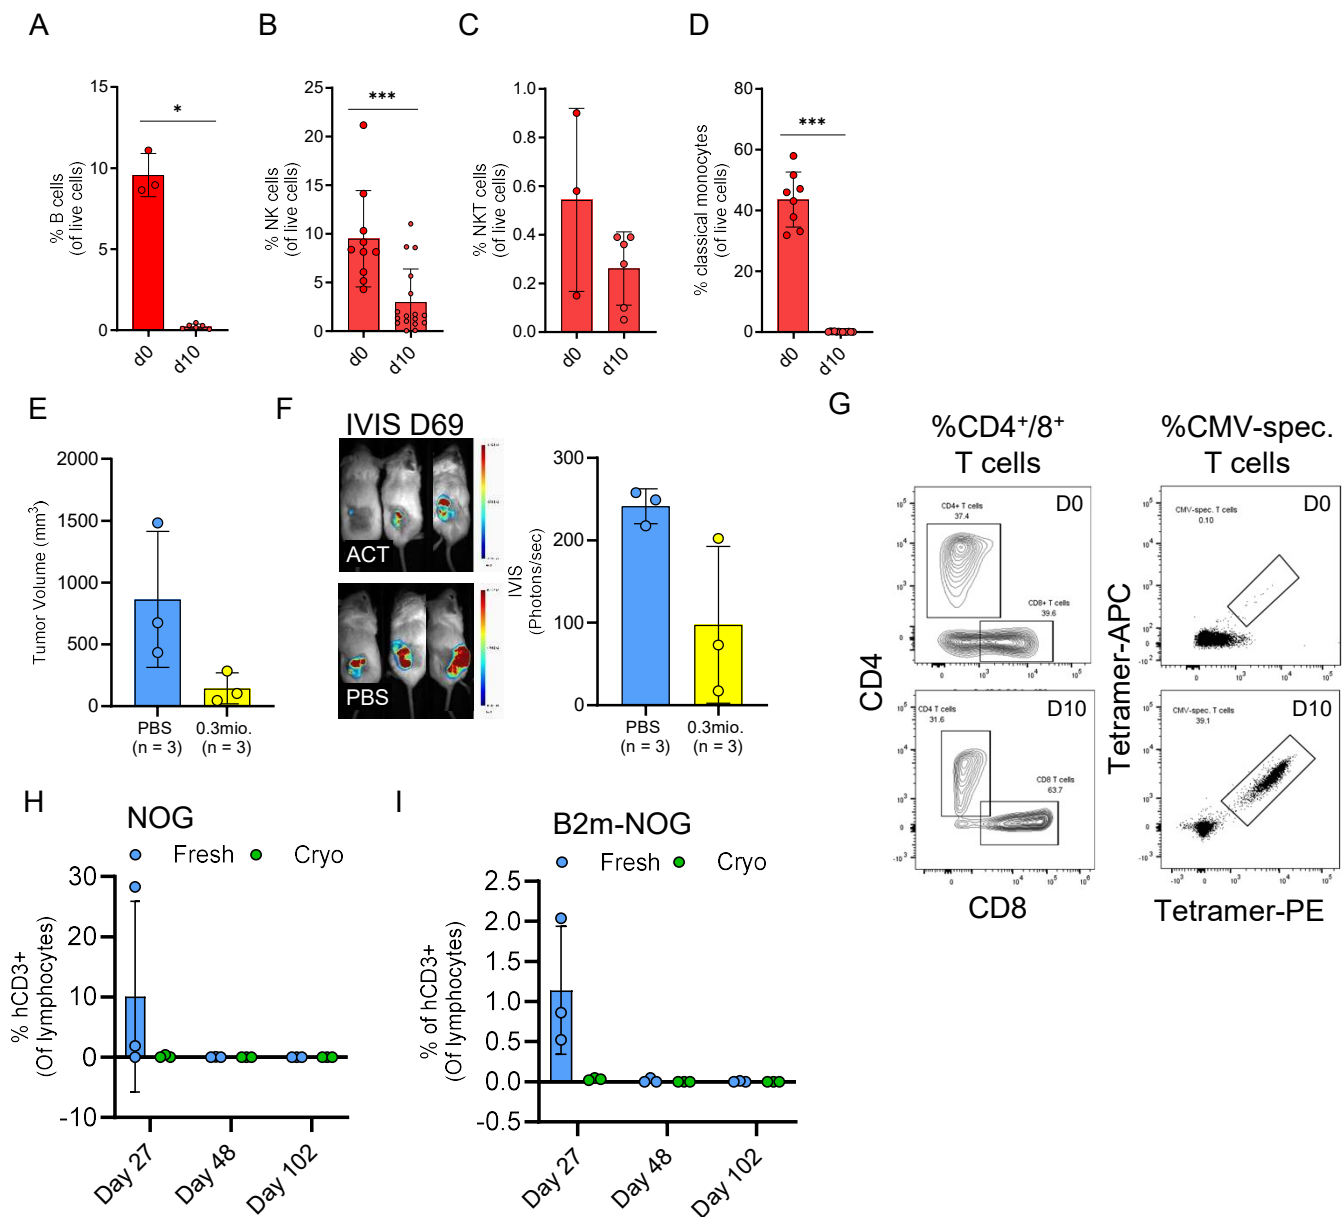 A
B
C
D
15
10
5
0
% B cells
(of live cells)
*
d0
d10
25
20
15
10
5
0
% NK cells
(of live cells)
***
d0
d10
1.0
0.8
0.6
0.4
0.2
0.0
% NKT cells
(of live cells)
d0
d10
80
60
40
20
0
% classical monocytes
(of live cells)
***
d0
d10
E
F
G
2000
1500
1000
500
0
Tumor Volume (mm³)
PBS
(n = 3)
0.3mio.
(n = 3)
IVIS D69
ACT
PBS
300
200
100
0
IVIS
(Photons/sec)
PBS
(n = 3)
0.3mio.
(n = 3)
%CD4⁺/8⁺
T cells
%CMV-spec.
T cells
D0
CD4+ T cells
37.4
CD8+ T cells
39.6
D0
CMV-spec. T cells
0.10
D10
CD4 T cells
31.6
CD8 T cells
63.7
D10
CMV-spec. T cells
39.1
CD4
CD8
Tetramer-APC
Tetramer-PE
H
I
NOG
Fresh
Cryo
30
20
10
0
-10
% hCD3+
(Of lymphocytes)
Day 27
Day 48
Day 102
B2m-NOG
Fresh
Cryo
2.5
2.0
1.5
1.0
0.5
0.0
-0.5
% of hCD3+
(Of lymphocytes)
Day 27
Day 48
Day 102